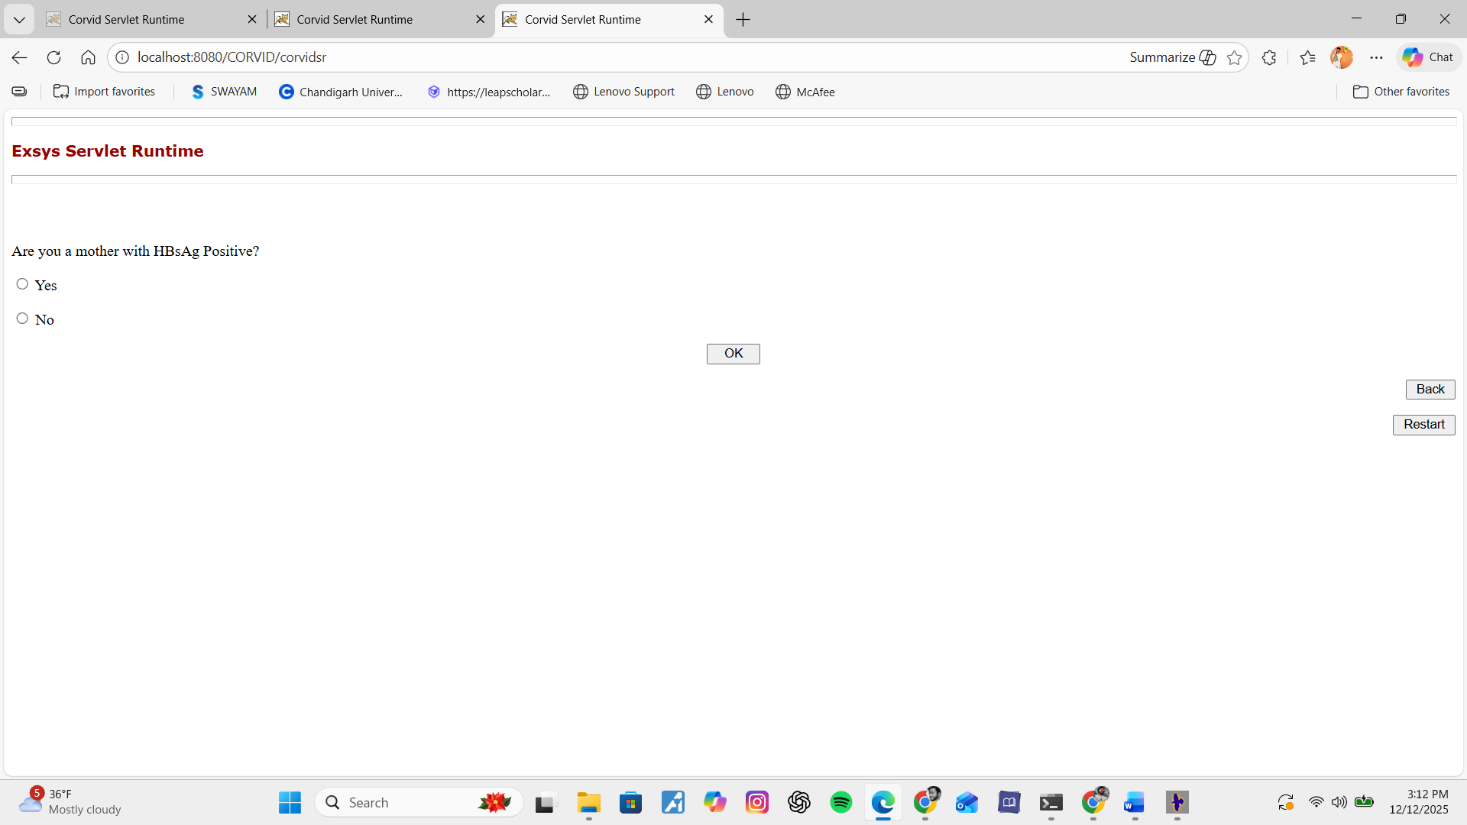 Corvid Servlet Runtime
Corvid Servlet Runtime
Corvid Servlet Runtime
localhost:8080/CORVID/corvidsr
Summarize
Chat
Import favorites
SWAYAM
Chandigarh Univer...
https://leapscholar...
Lenovo Support
Lenovo
McAfee
Other favorites
Exsys Servlet Runtime
Are you a mother with HBsAg Positive?
Yes
No
OK
Back
Restart
5
36°F
Mostly cloudy
Search
3:12 PM
12/12/2025